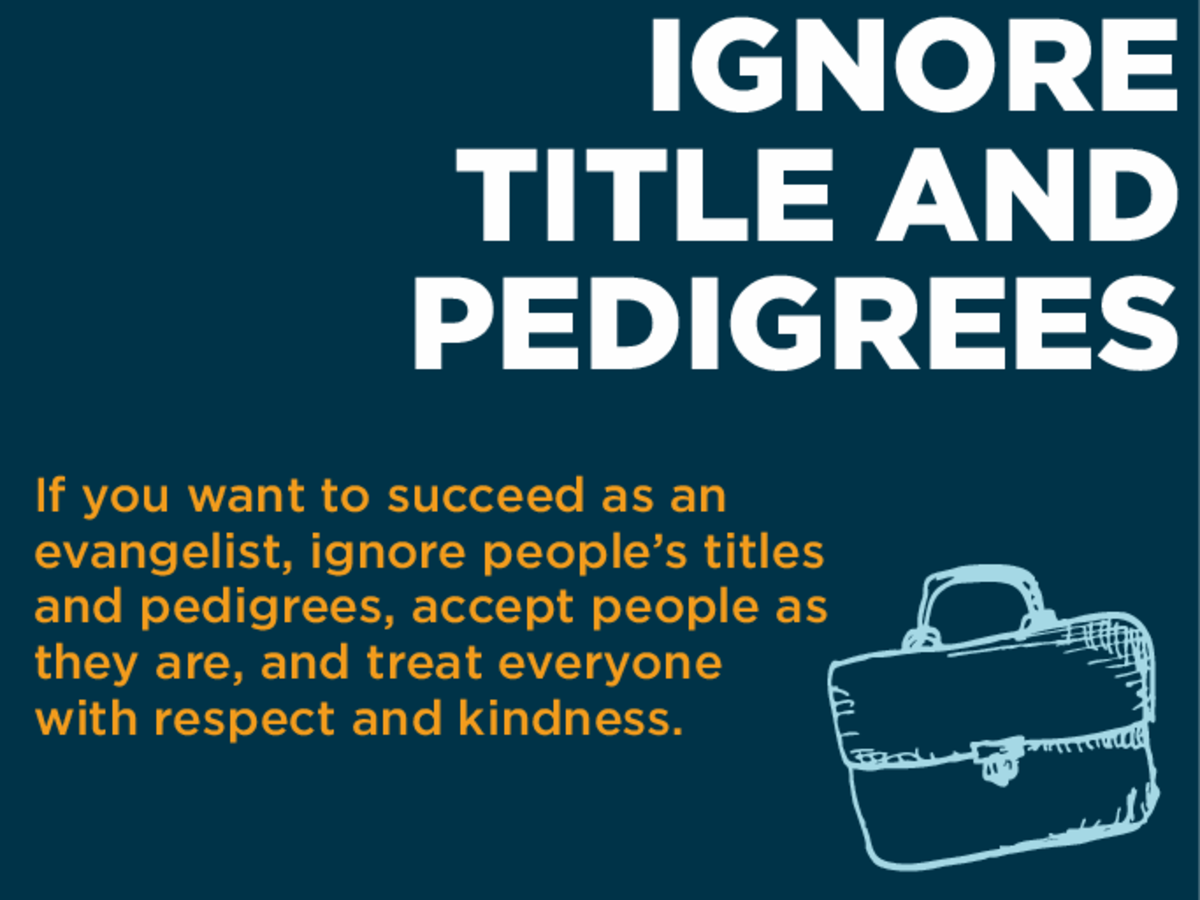 IGNORE
TITLE AND
PEDIGREES
If you want to succeed as an
evangelist, ignore people’s titles
and pedigrees, accept people as
they are, and treat everyone
with respect and kindness.